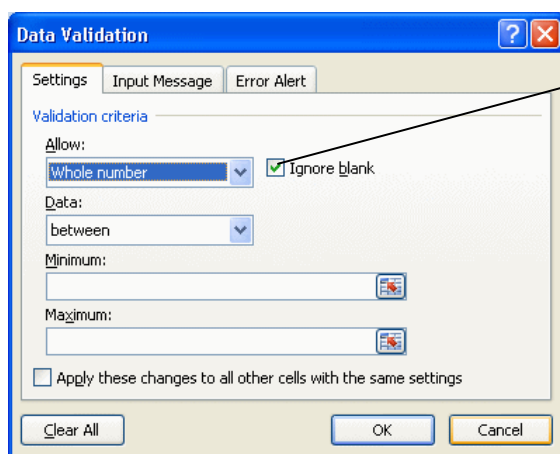 Data Validation
Settings Input Message Error Alert
Validation criteria
Allow:
Whole number Ignore blank
Data:
between
Minimum:
Maximum:
Apply these changes to all other cells with the same settings
Clear All OK Cancel